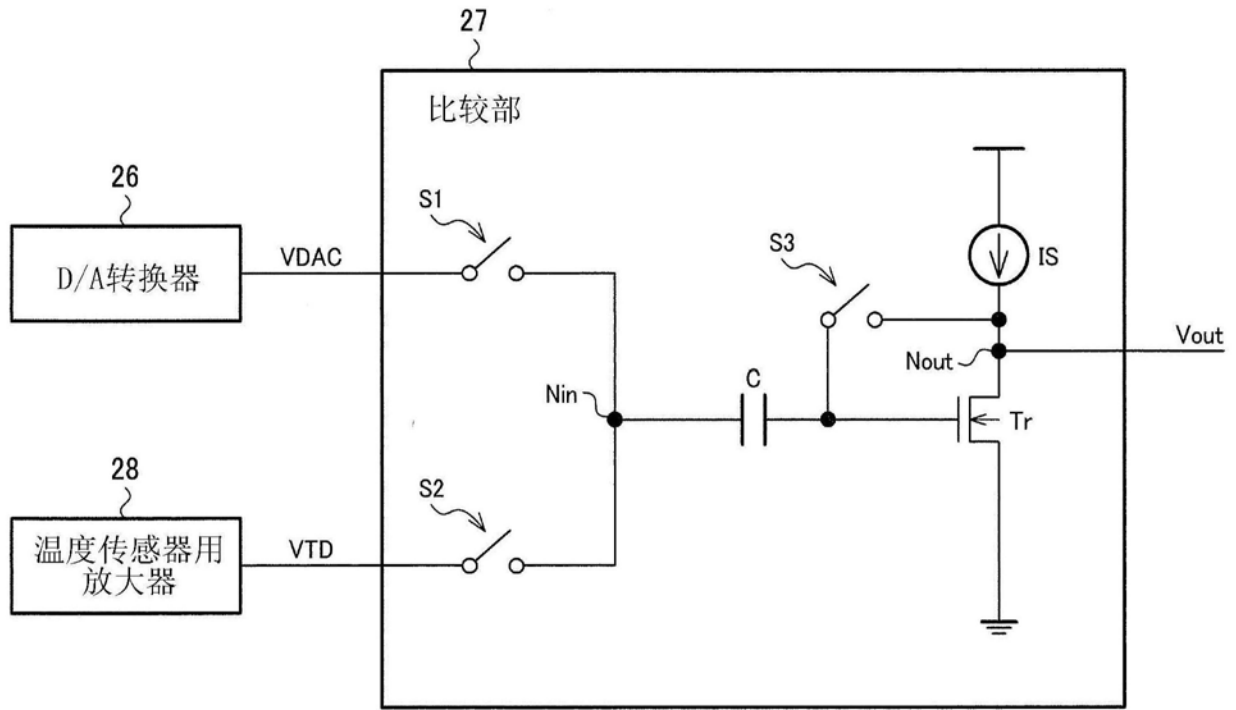 27
比较部
26
D/A转换器
VDAC
S1
S3
IS
Vout
Nout
Nin
C
Tr
28
温度传感器用
放大器
VTD
S2